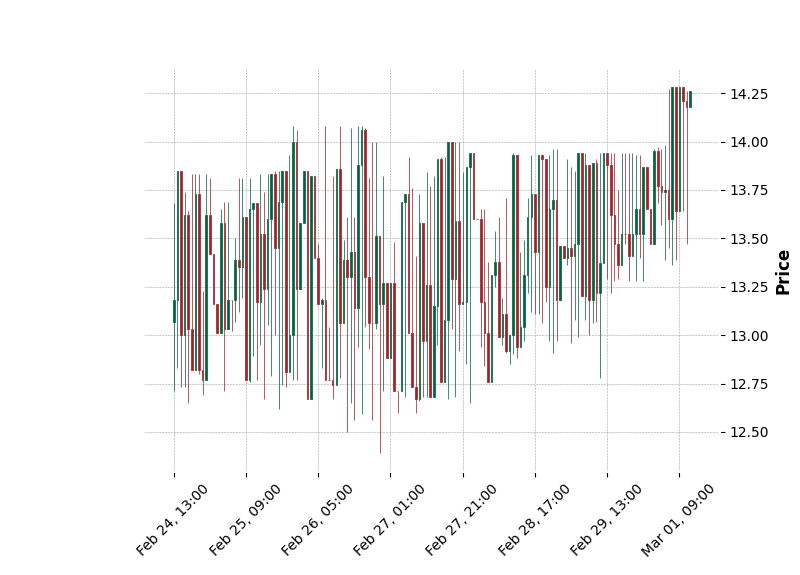 14.25
14.00
13.75
13.50
13.25
13.00
12.75
12.50
Price
Feb 24, 13:00
Feb 25, 09:00
Feb 26, 05:00
Feb 27, 01:00
Feb 27, 21:00
Feb 28, 17:00
Feb 29, 13:00
Mar 01, 09:00